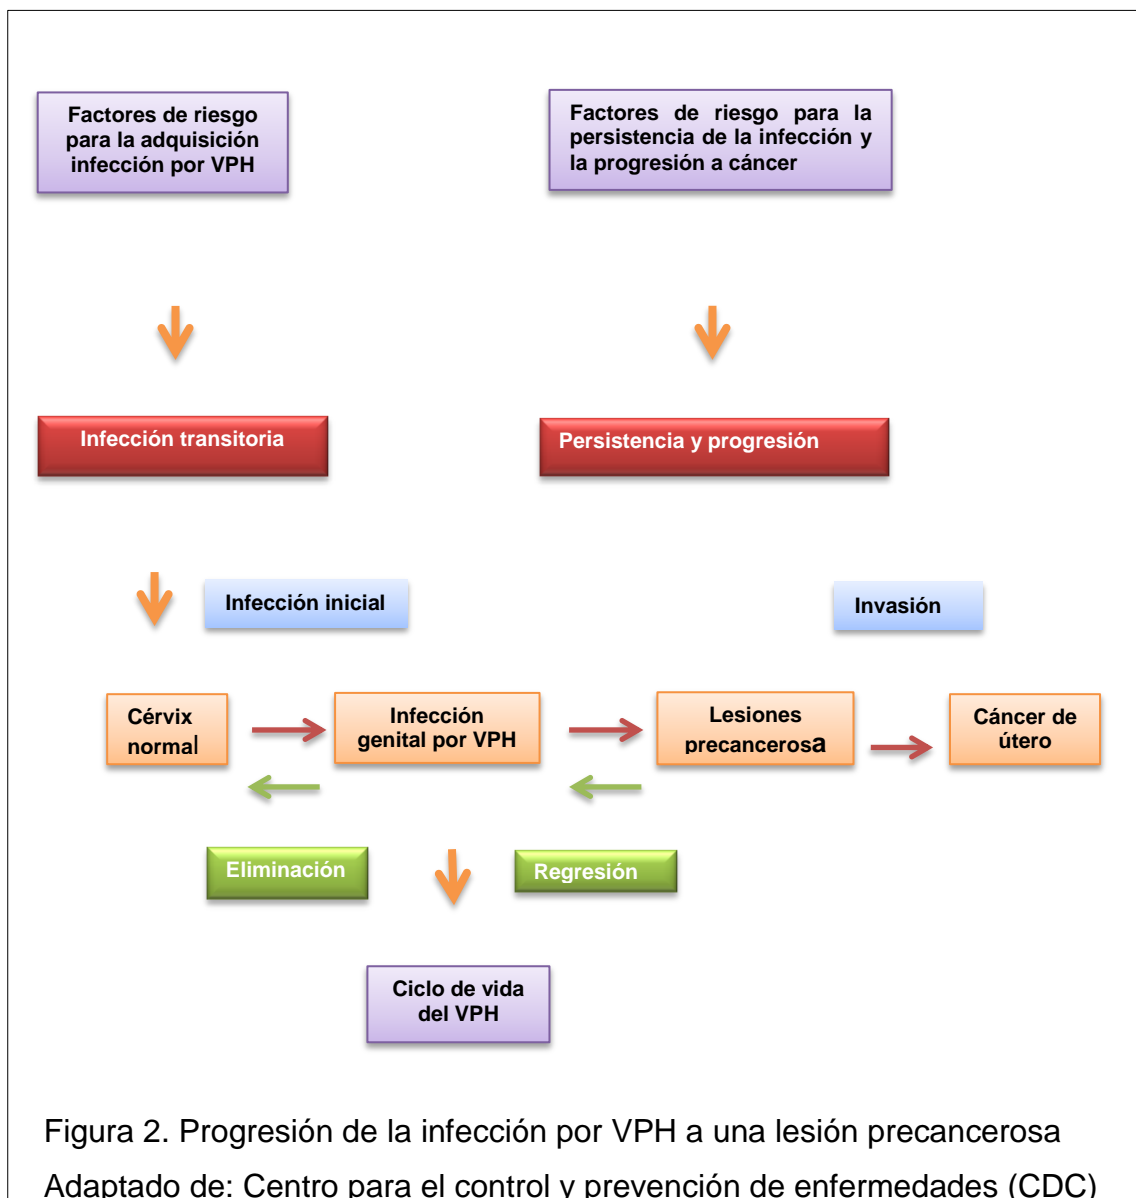 Factores de riesgo
para la adquisición
infección por VPH
Factores de riesgo para la
persistencia de la infección y
la progresión a cáncer
Infección transitoria
Persistencia y progresión
Infección inicial
Invasión
Cérvix
normal
Infección
genital por VPH
Lesiones
precancerosa
Cáncer de
útero
Eliminación
Regresión
Ciclo de vida
del VPH
Figura 2. Progresión de la infección por VPH a una lesión precancerosa
Adaptado de: Centro para el control y prevención de enfermedades (CDC)